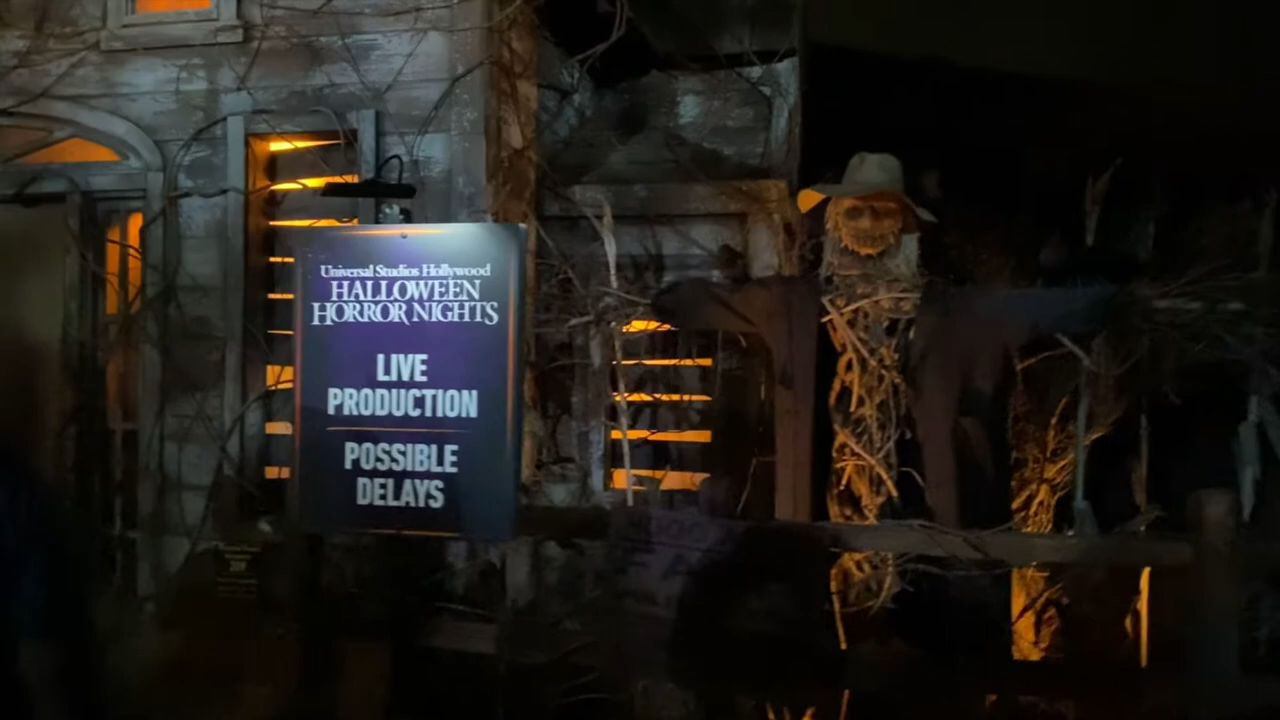 Universal Studios Hollywood
HALLOWEEN
HORROR NIGHTS
LIVE
PRODUCTION
POSSIBLE
DELAYS